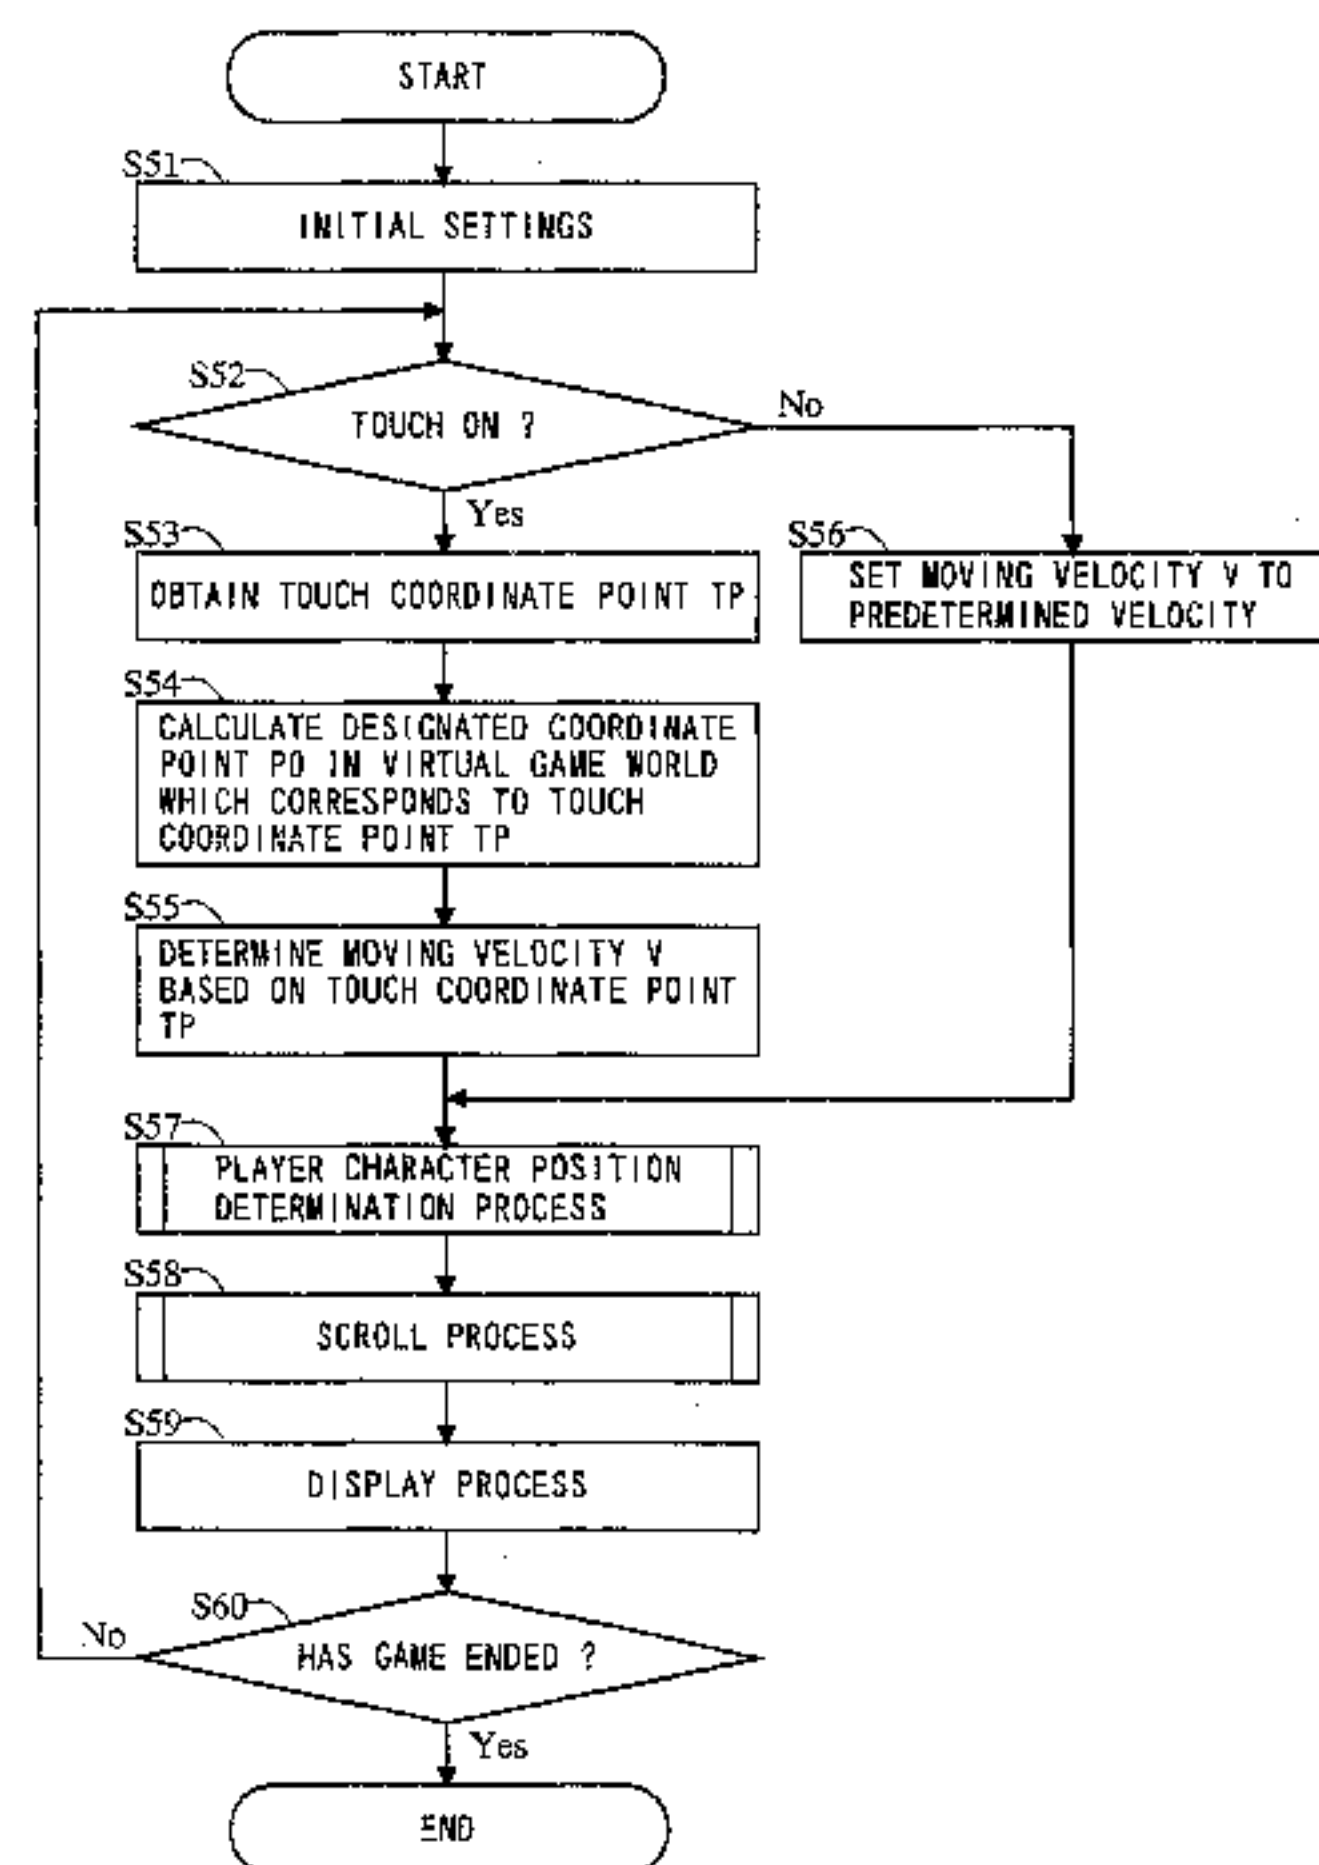 START
S51
INITIAL SETTINGS
S52
TOUCH ON ?
No
Yes
S53
OBTAIN TOUCH COORDINATE POINT TP
S56
SET MOVING VELOCITY V TO
PREDETERMINED VELOCITY
S54
CALCULATE DESIGNATED COORDINATE
POINT PO IN VIRTUAL GAME WORLD
WHICH CORRESPONDS TO TOUCH
COORDINATE POINT TP
S55
DETERMINE MOVING VELOCITY V
BASED ON TOUCH COORDINATE POINT
TP
S57
PLAYER CHARACTER POSITION
DETERMINATION PROCESS
S58
SCROLL PROCESS
S59
DISPLAY PROCESS
S60
No
HAS GAME ENDED ?
Yes
END